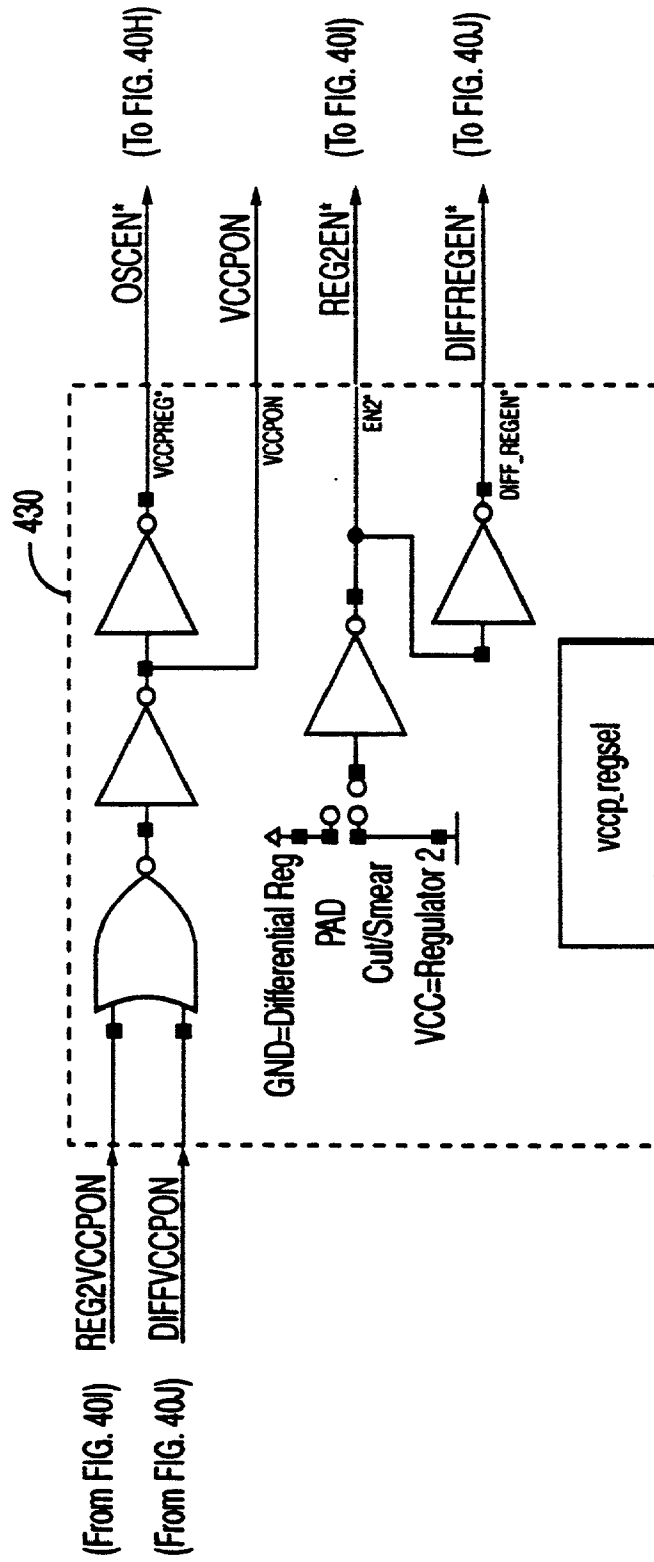 430
(From FIG. 40I) REG2VCCPON
(From FIG. 40J) DIFFVCCPON
VCCPREG*
OSCEN*
(To FIG. 40H)
VCCPON
VCCPON
GND=Differential Reg
PAD
Cut/Smear
VCC=Regulator 2
EN2*
REG2EN*
(To FIG. 40I)
DIFF_REGEN*
DIFFREGEN*
(To FIG. 40J)
vccp_regsel